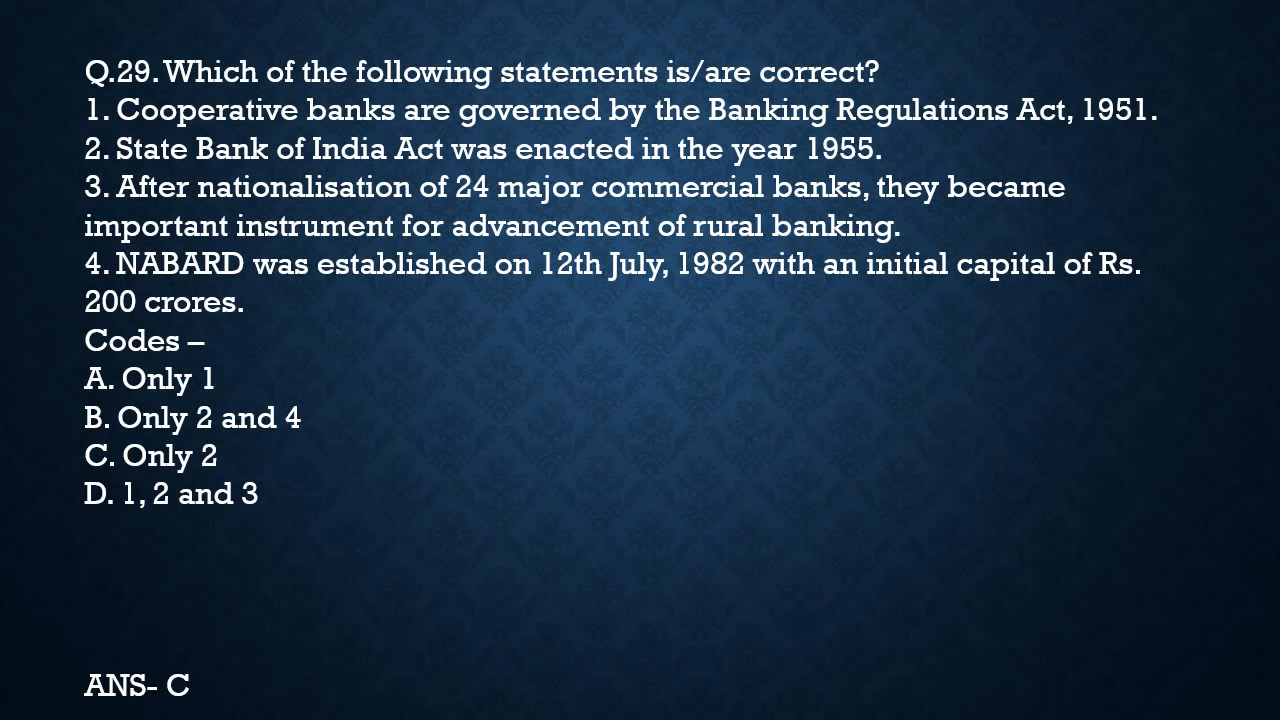 Q.29. Which of the following statements is/are correct?
1. Cooperative banks are governed by the Banking Regulations Act, 1951.
2. State Bank of India Act was enacted in the year 1955.
3. After nationalisation of 24 major commercial banks, they became
important instrument for advancement of rural banking.
4. NABARD was established on 12th July, 1982 with an initial capital of Rs.
200 crores.
Codes –
A. Only 1
B. Only 2 and 4
C. Only 2
D. 1, 2 and 3
ANS- C